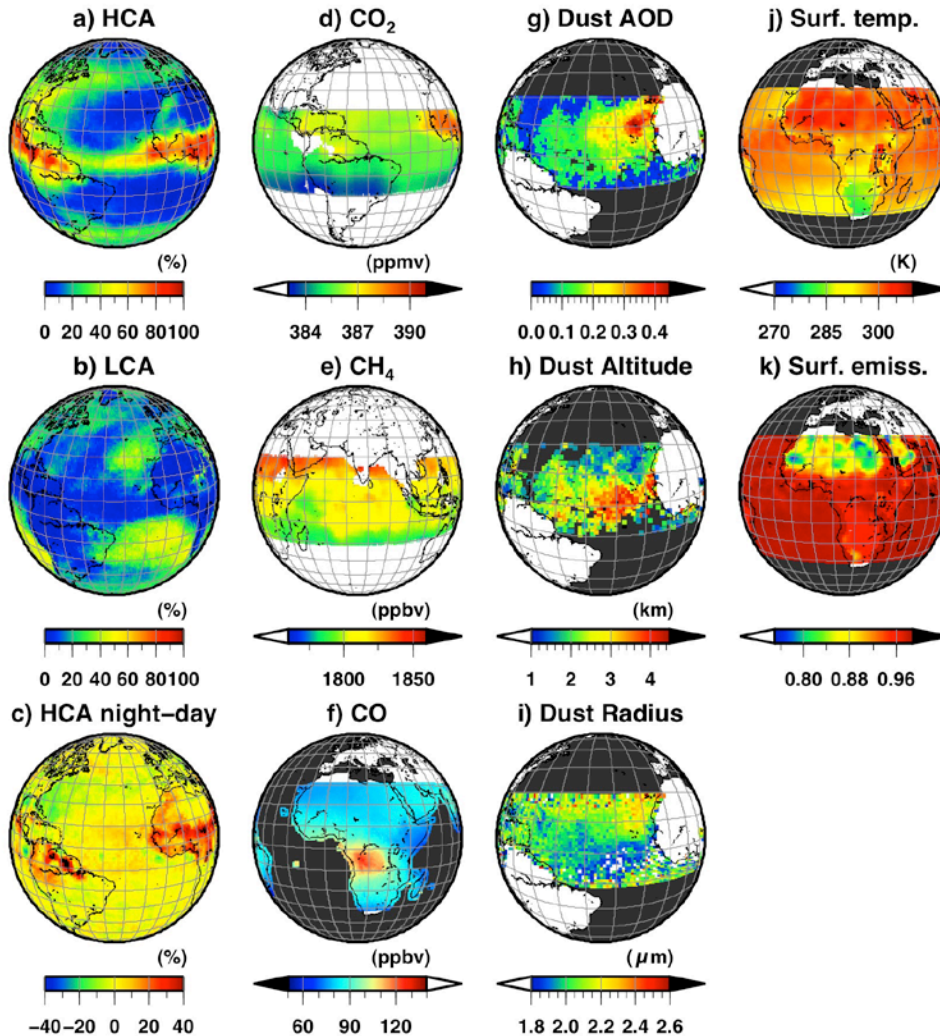 a) HCA
d) CO₂
g) Dust AOD
j) Surf. temp.
(%)
(ppmv)
(K)
0 20 40 60 80100
384 387 390
0.0 0.1 0.2 0.3 0.4
270 285 300
b) LCA
e) CH₄
h) Dust Altitude
k) Surf. emiss.
(%)
(ppbv)
(km)
0 20 40 60 80100
1800 1850
1 2 3 4
0.80 0.88 0.96
c) HCA night−day
f) CO
i) Dust Radius
(%)
(ppbv)
(µm)
−40−20 0 20 40
60 90 120
1.8 2.0 2.2 2.4 2.6